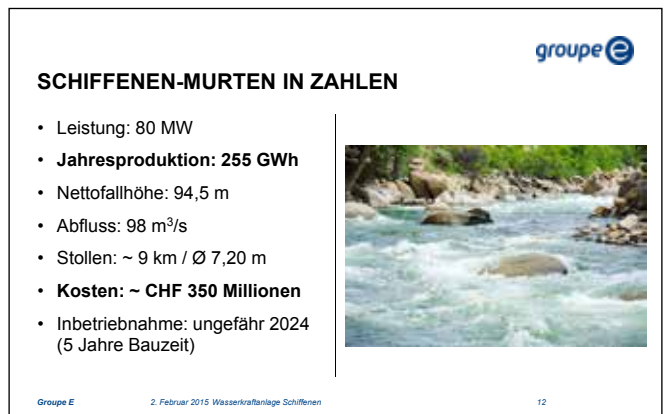 groupe e
SCHIFFENEN-MURTEN IN ZAHLEN
• Leistung: 80 MW
• Jahresproduktion: 255 GWh
• Nettofallhöhe: 94,5 m
• Abfluss: 98 m³/s
• Stollen: ~ 9 km / Ø 7,20 m
• Kosten: ~ CHF 350 Millionen
• Inbetriebnahme: ungefähr 2024
(5 Jahre Bauzeit)
Groupe E 2. Februar 2015 Wasserkraftanlage Schiffenen 12